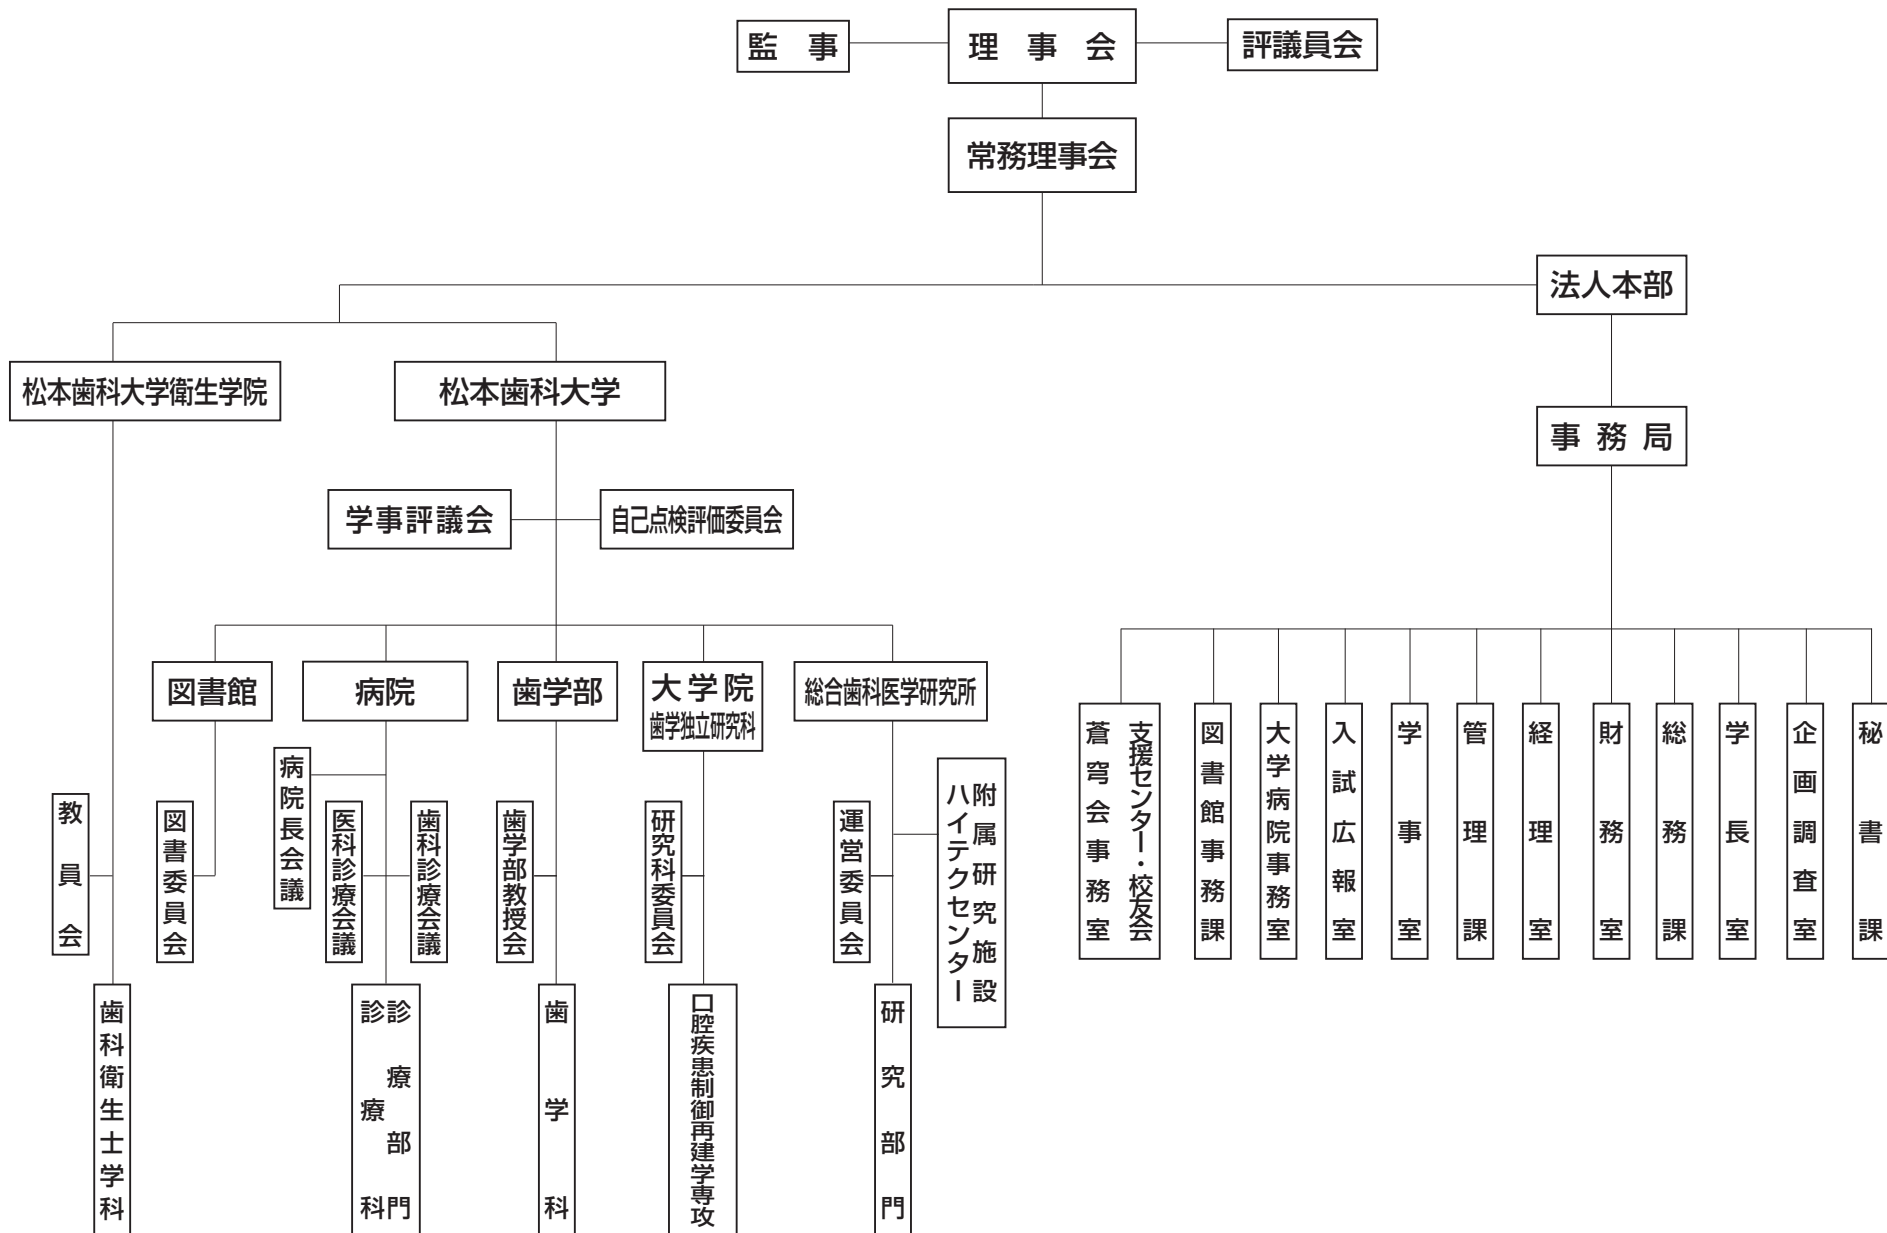 監事
理事会
評議員会
常務理事会
法人本部
松本歯科大学衛生学院
松本歯科大学
事務局
学事評議会
自己点検評価委員会
図書館
病院
歯学部
大学院
歯学独立研究科
総合歯科医学研究所
教員会
図書委員会
病院長会議
医科診療会議
歯科診療会議
歯学部教授会
研究科委員会
運営委員会
附属研究施設
ハイテクセンター
歯科衛生士学科
診療部門
診療科
歯学科
口腔疾患制御再建学専攻
研究部門
支援センター・校友会
蒼穹会事務室
図書館事務課
大学病院事務室
入試広報室
学事室
管理課
経理室
財務室
総務課
学長室
企画調査室
秘書課